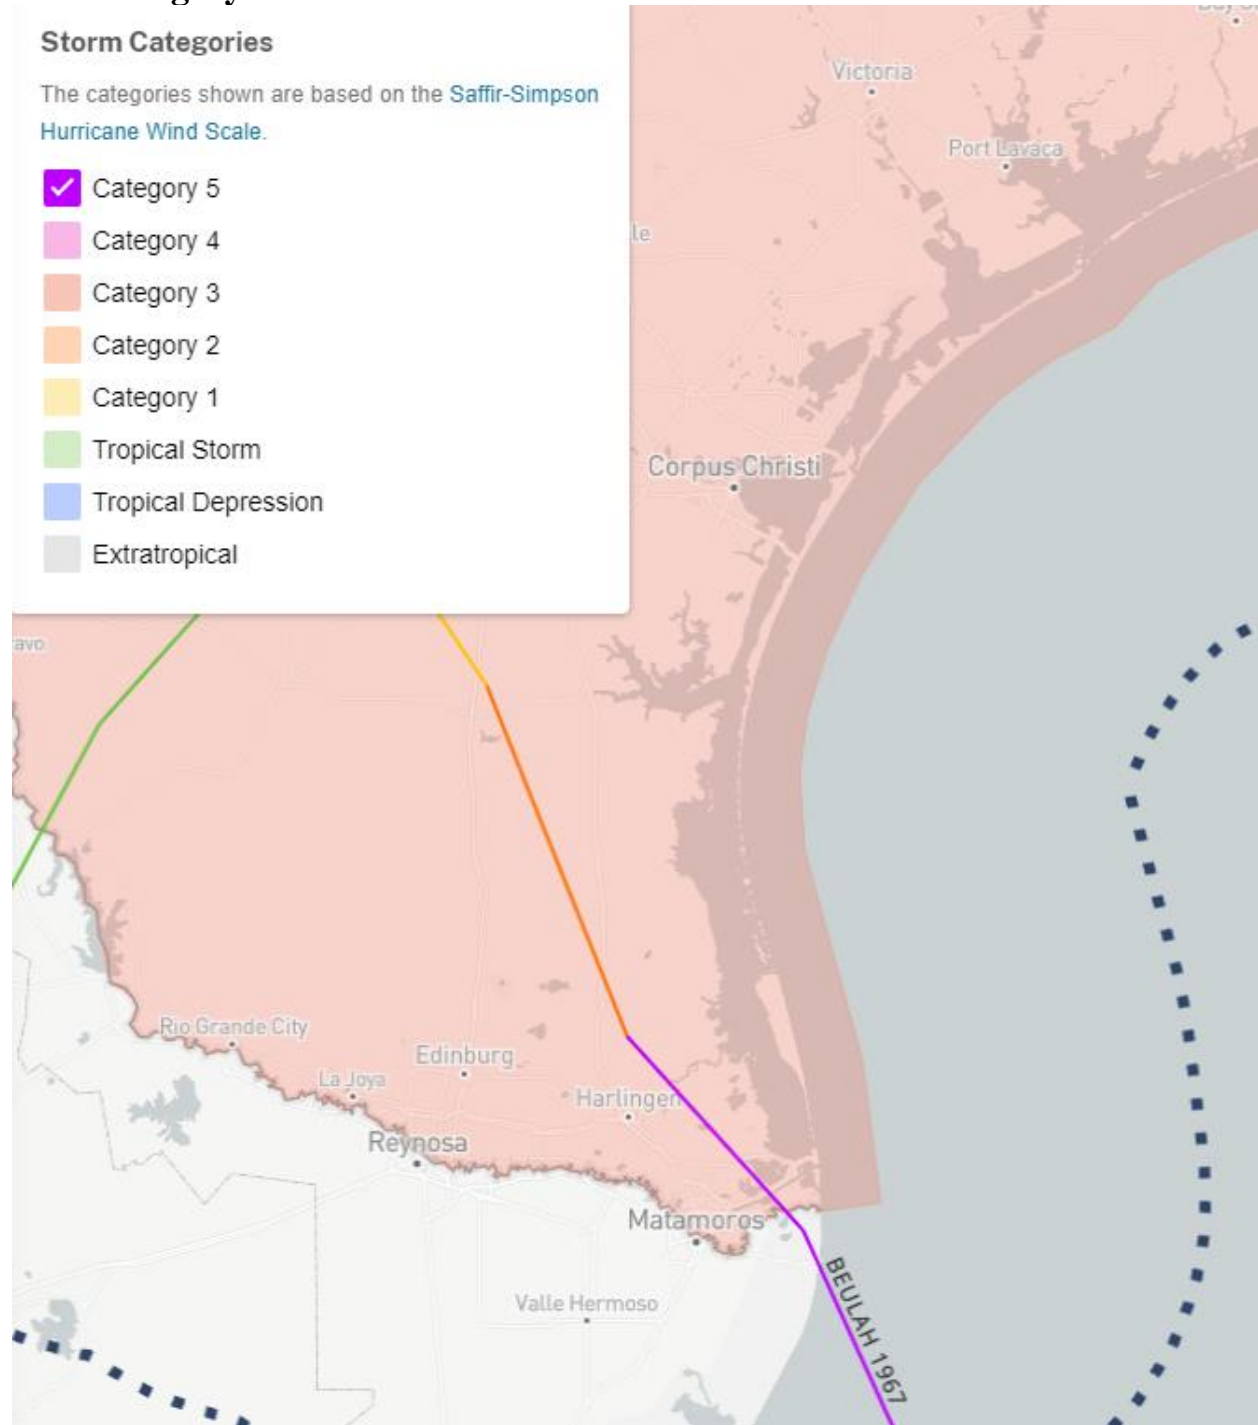 Storm Categories
The categories shown are based on the Saffir-Simpson
Hurricane Wind Scale.
Category 5
Category 4
Category 3
Category 2
Category 1
Tropical Storm
Tropical Depression
Extratropical
Victoria
Port Lavaca
le
Corpus Christi
avo
Rio Grande City
Edinburg
La Joya
Harlingen
Reynosa
Matamoros
Valle Hermoso
BEULAH 1967